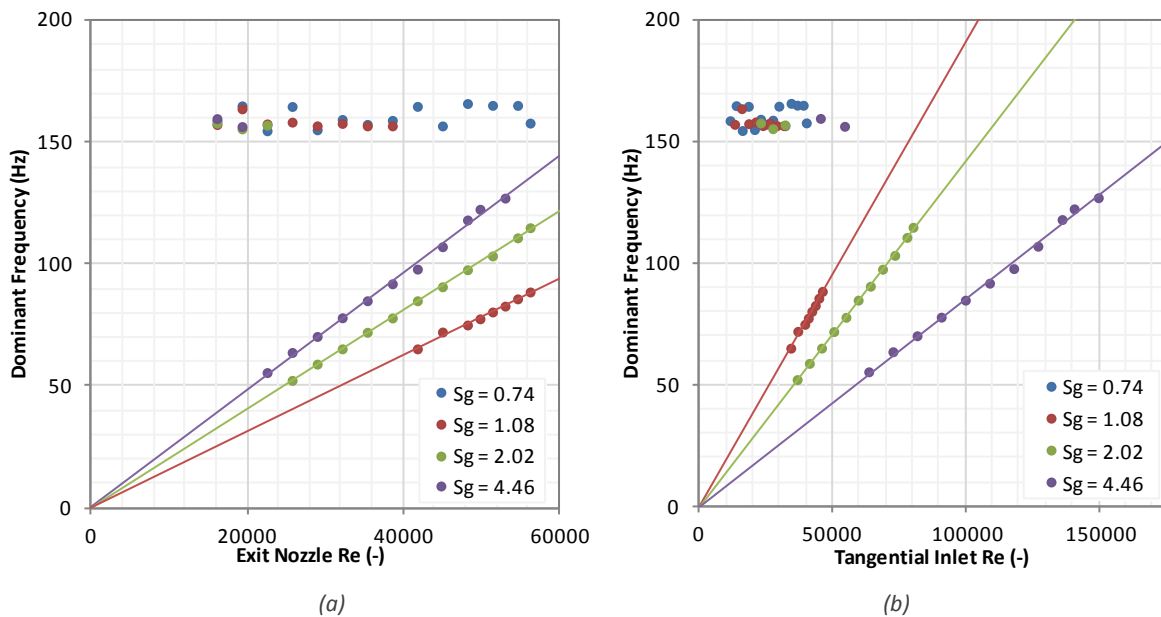 200
150
100
50
0
Dominant Frequency (Hz)
0
20000
40000
60000
Exit Nozzle Re (-)
Sg = 0.74
Sg = 1.08
Sg = 2.02
Sg = 4.46
(a)
200
150
100
50
0
Dominant Frequency (Hz)
0
50000
100000
150000
Tangential Inlet Re (-)
Sg = 0.74
Sg = 1.08
Sg = 2.02
Sg = 4.46
(b)